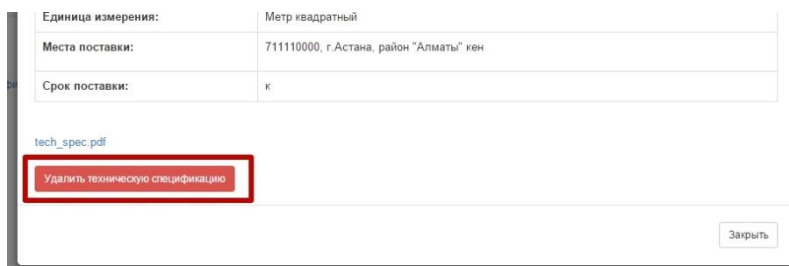 Единица измерения: Метр квадратный
Места поставки: 711110000, г.Астана, район "Алматы" кен
Срок поставки: к
tech_spec.pdf
Удалить техническую спецификацию
Закрыть